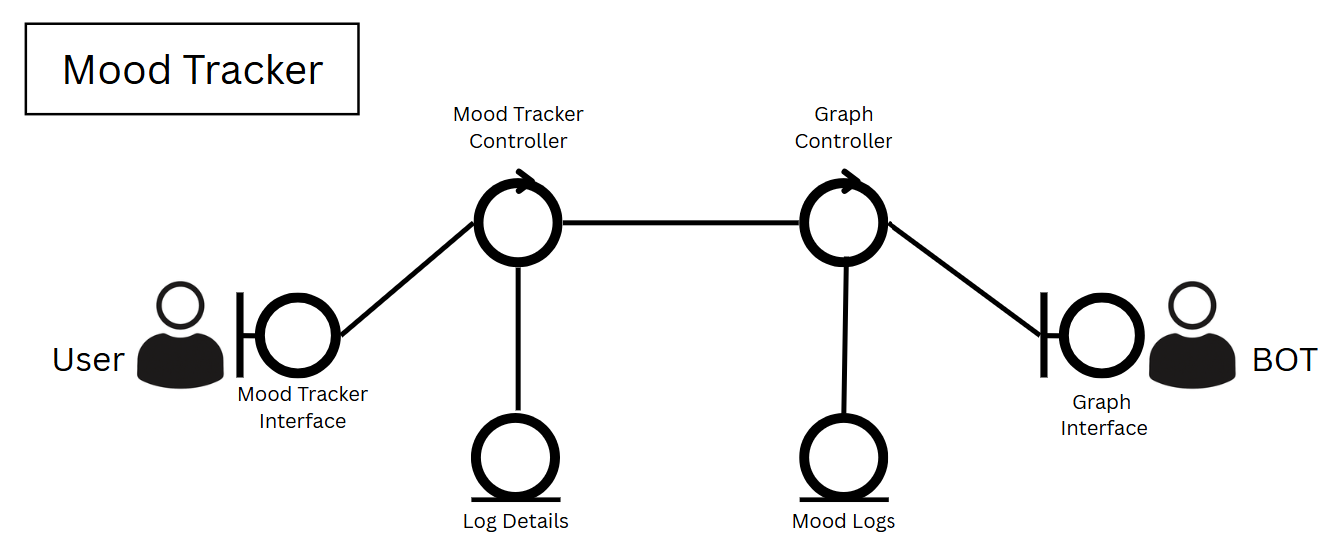 Mood Tracker
Mood Tracker
Controller
Graph
Controller
User
Mood Tracker
Interface
Graph
Interface
BOT
Log Details
Mood Logs